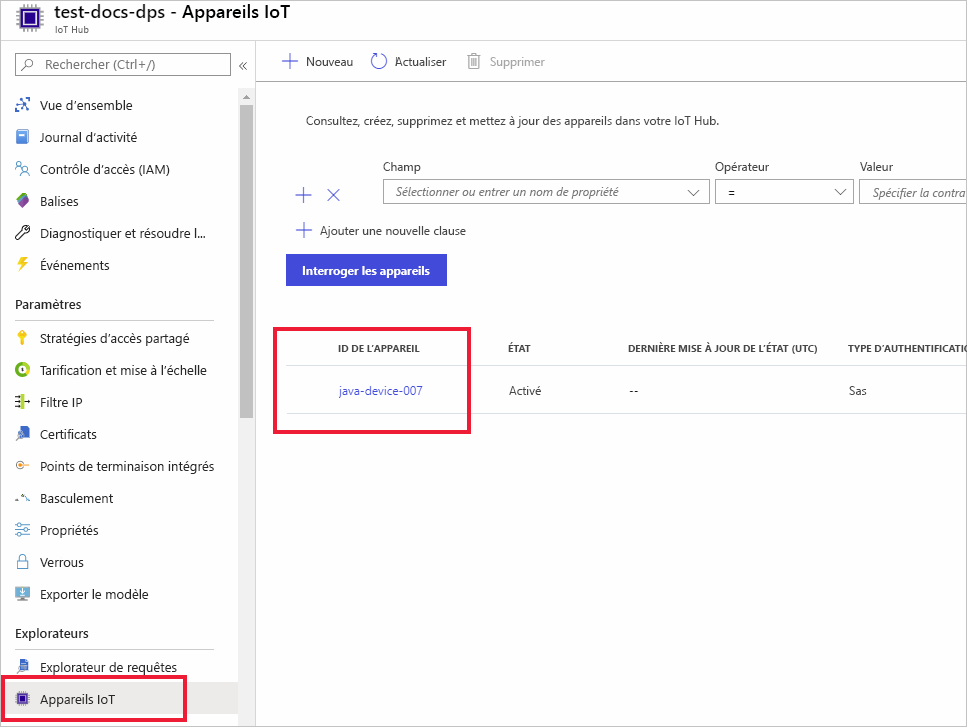 test-docs-dps - Appareils IoT
IoT Hub
Rechercher (Ctrl+/)
«
Vue d’ensemble
Journal d’activité
Contrôle d’accès (IAM)
Balises
Diagnostiquer et résoudre l...
Événements
Paramètres
Stratégies d’accès partagé
Tarification et mise à l’échelle
Filtre IP
Certificats
Points de terminaison intégrés
Basculement
Propriétés
Verrous
Exporter le modèle
Explorateurs
Explorateur de requêtes
Appareils IoT
Nouveau Actualiser Supprimer
Consultez, créez, supprimez et mettez à jour des appareils dans votre IoT Hub.
Champ Opérateur Valeur
Sélectionner ou entrer un nom de propriété = Spécifier la contra
Ajouter une nouvelle clause
Interroger les appareils
ID DE L’APPAREIL ÉTAT DERNIÈRE MISE À JOUR DE L’ÉTAT (UTC) TYPE D’AUTHENTIFICATIO
java-device-007 Activé -- Sas